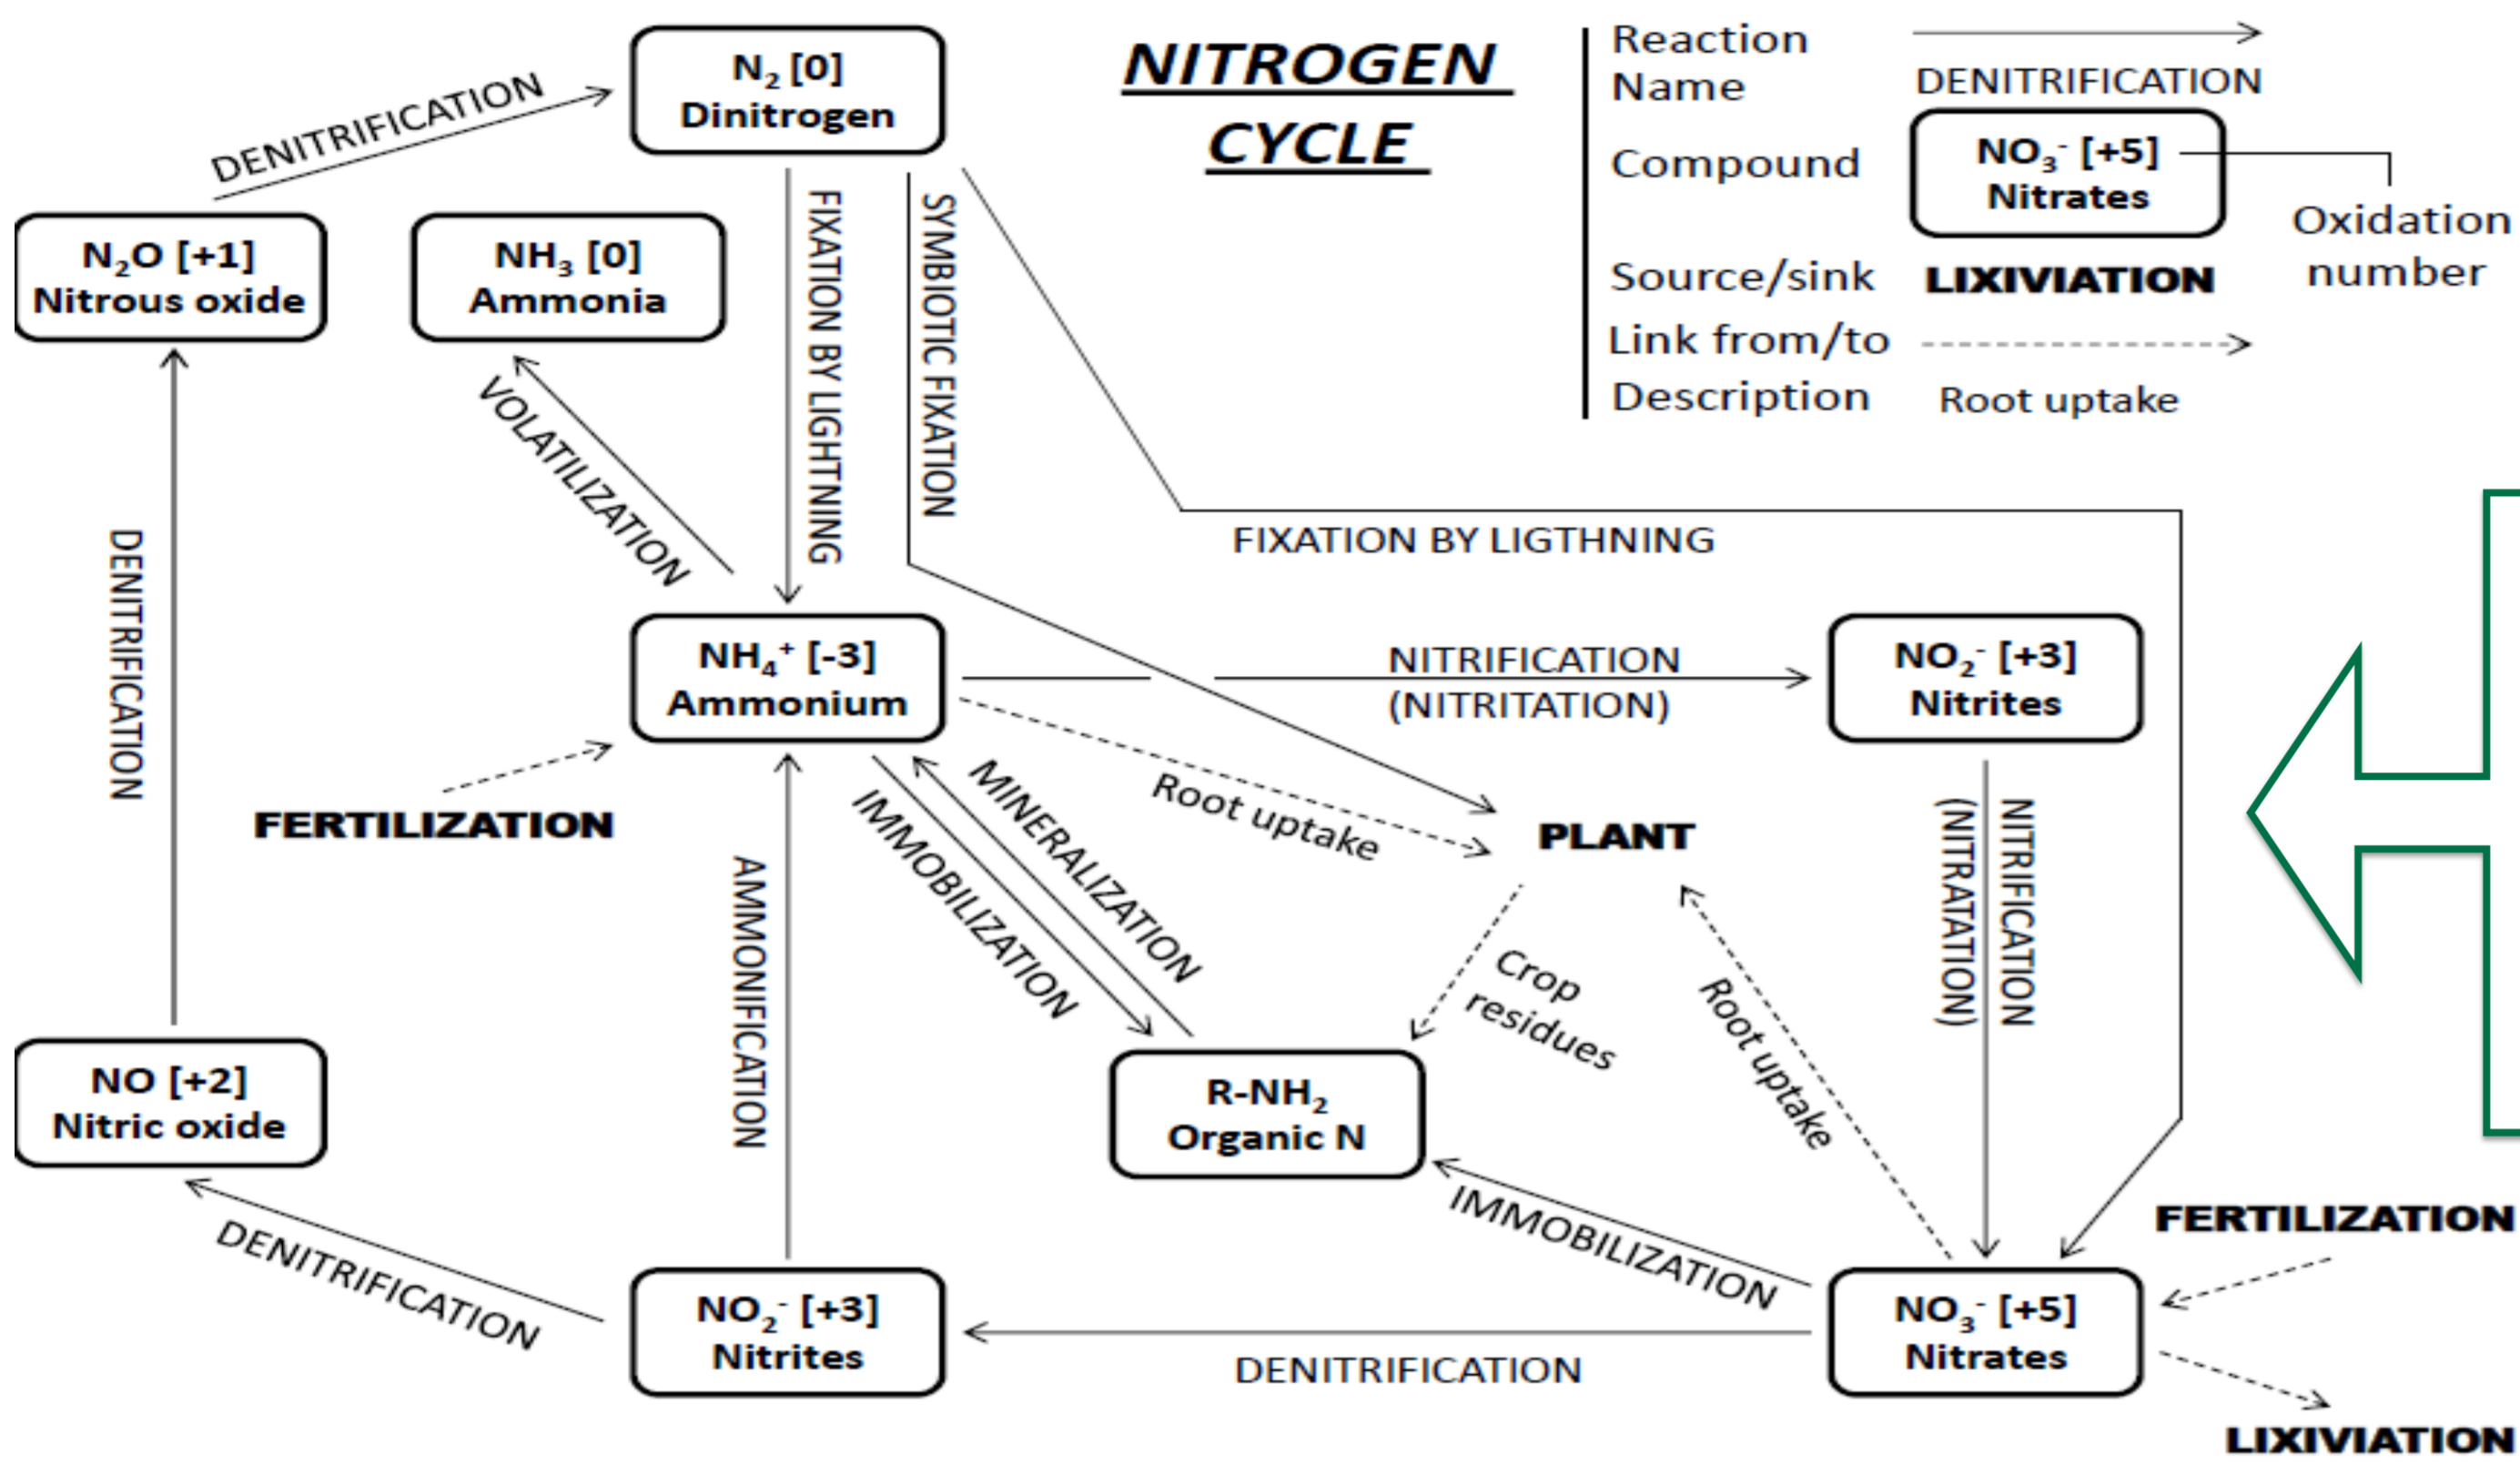 NITROGEN
CYCLE
Reaction
Name
DENITRIFICATION
Compound
NO₃⁻ [+5]
Nitrates
Oxidation
number
Source/sink
LIXIVIATION
Link from/to
Description
Root uptake
N₂ [0]
Dinitrogen
DENITRIFICATION
N₂O [+1]
Nitrous oxide
NH₃ [0]
Ammonia
FIXATION BY LIGHTNING
SYMBIOTIC FIXATION
VOLATILIZATION
FIXATION BY LIGTHNING
DENITRIFICATION
NH₄⁺ [-3]
Ammonium
NITRIFICATION
(NITRITATION)
NO₂⁻ [+3]
Nitrites
FERTILIZATION
Root uptake
PLANT
MINERALIZATION
IMMOBILIZATION
AMMONIFICATION
NITRIFICATION
(NITRATATION)
Crop
residues
Root uptake
NO [+2]
Nitric oxide
R-NH₂
Organic N
IMMOBILIZATION
FERTILIZATION
DENITRIFICATION
NO₂⁻ [+3]
Nitrites
DENITRIFICATION
NO₃⁻ [+5]
Nitrates
LIXIVIATION